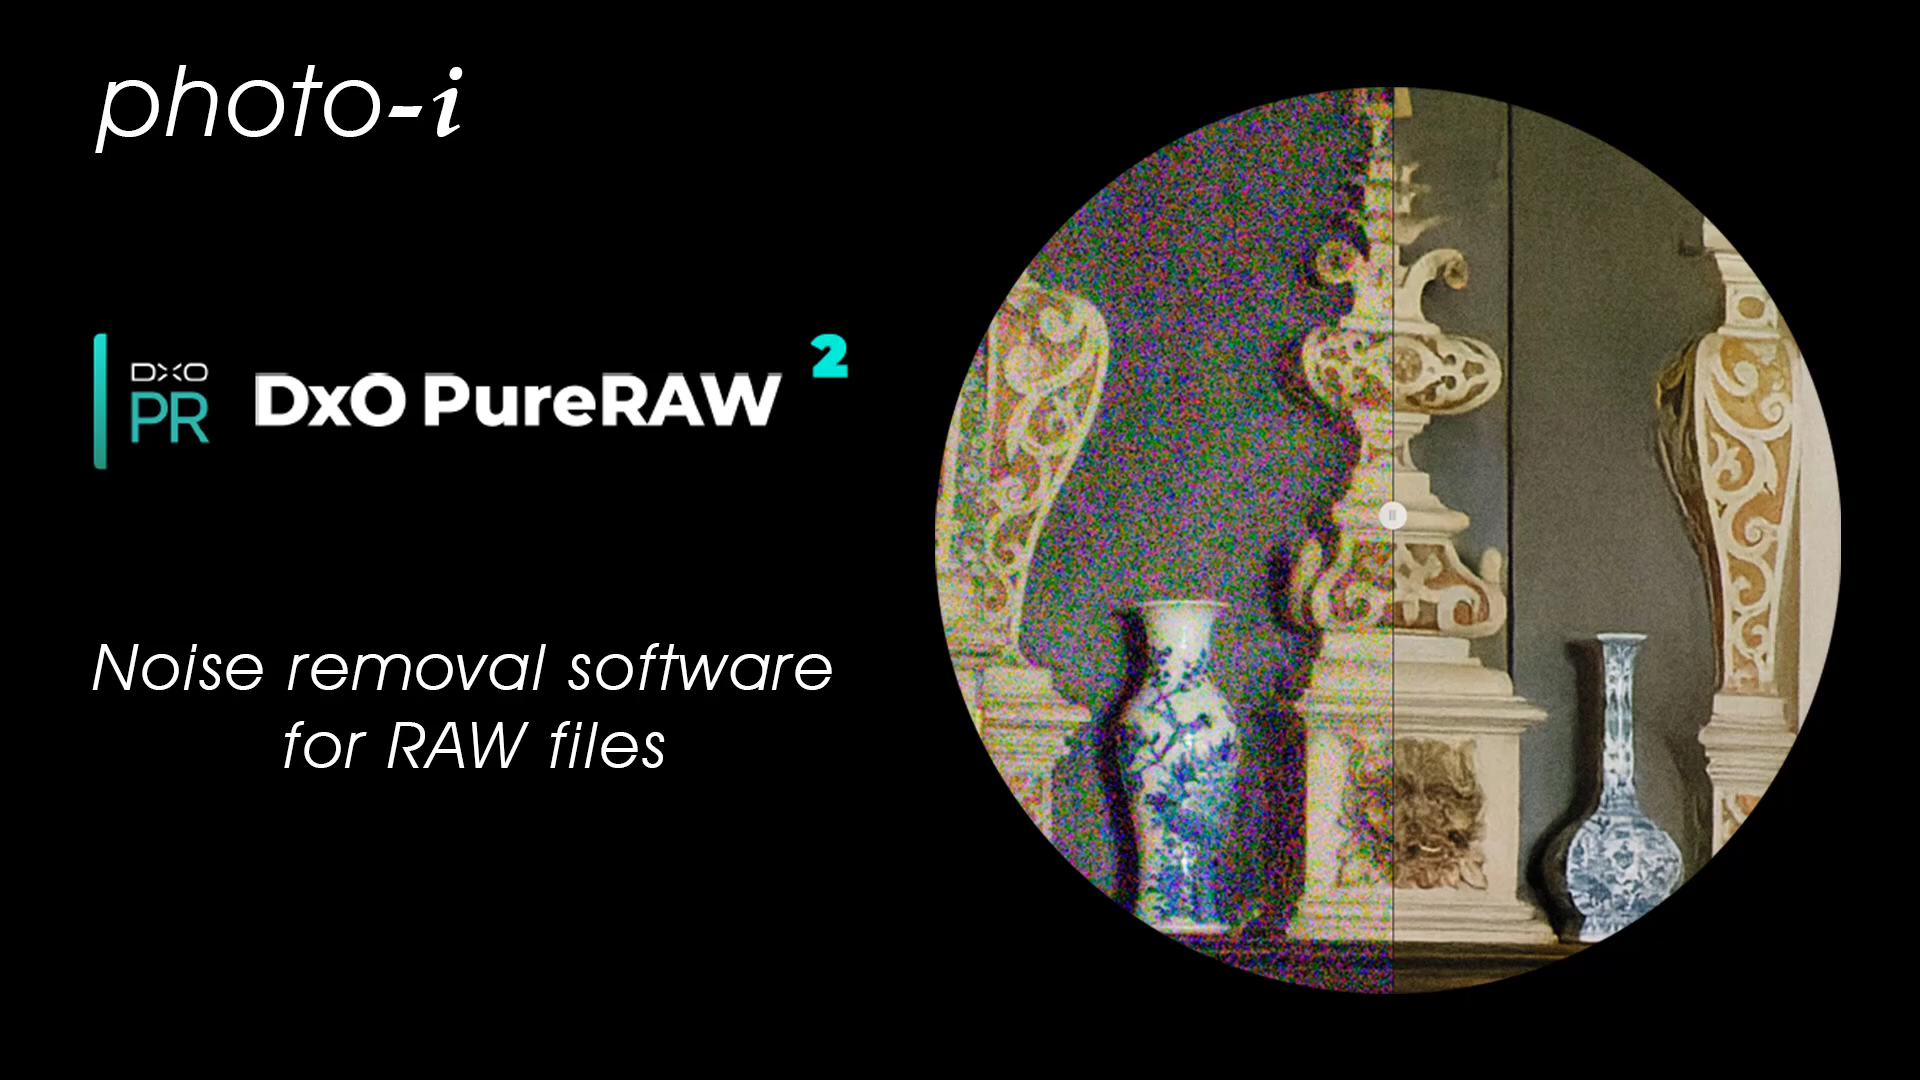 photo-i
DXO
PR
DxO PureRAW 2
Noise removal software
for RAW files